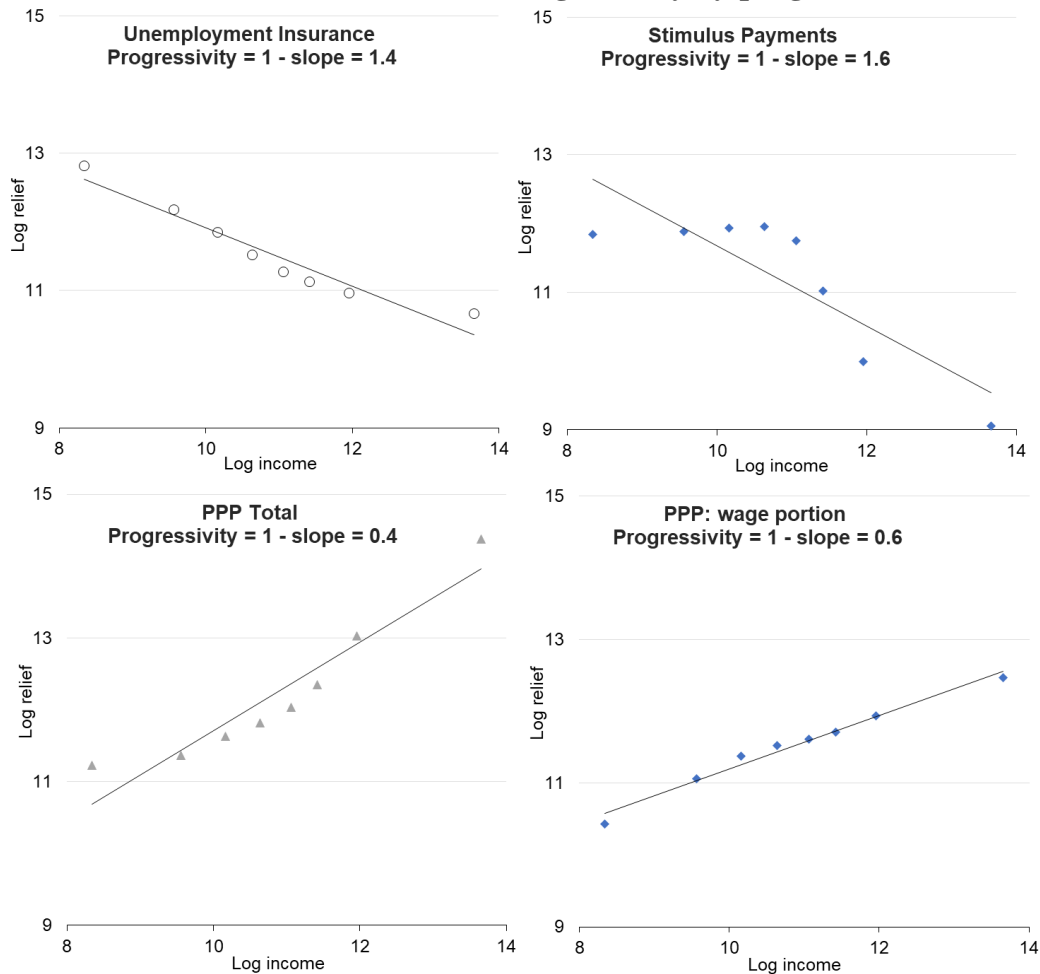 15
Unemployment Insurance
Progressivity = 1 - slope = 1.4
13
11
9
Log relief
8
10
12
14
Log income
15
Stimulus Payments
Progressivity = 1 - slope = 1.6
13
11
9
Log relief
8
10
12
14
Log income
15
PPP Total
Progressivity = 1 - slope = 0.4
13
11
9
Log relief
8
10
12
14
Log income
15
PPP: wage portion
Progressivity = 1 - slope = 0.6
13
11
9
Log relief
8
10
12
14
Log income